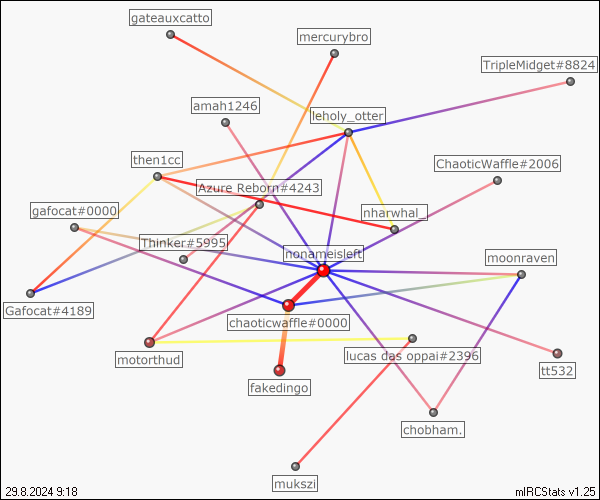 gateauxcatto
mercurybro
TripleMidget#8824
amah1246
leholy_otter
then1cc
ChaoticWaffle#2006
Azure Reborn#4243
gafocat#0000
nharwhal_
Thinker#5995
nonameisleft
moonraven
Gafocat#4189
chaoticwaffle#0000
motorthud
lucas das oppai#2396
tt532
fakedingo
chobham.
mukszi
29.8.2024 9:18
mIRCStats v1.25